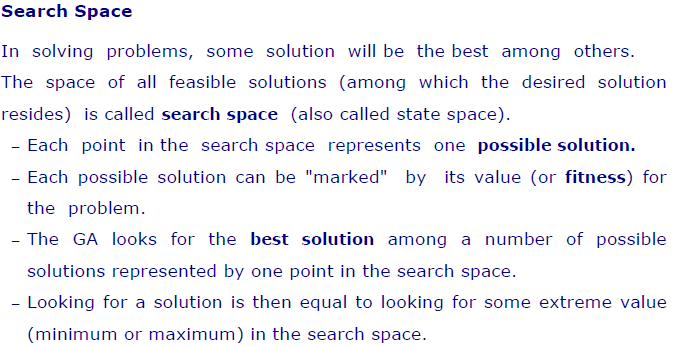 Search Space
In solving problems, some solution will be the best among others.
The space of all feasible solutions (among which the desired solution
resides) is called search space (also called state space).
– Each point in the search space represents one possible solution.
– Each possible solution can be "marked" by its value (or fitness) for
the problem.
– The GA looks for the best solution among a number of possible
solutions represented by one point in the search space.
– Looking for a solution is then equal to looking for some extreme value
(minimum or maximum) in the search space.